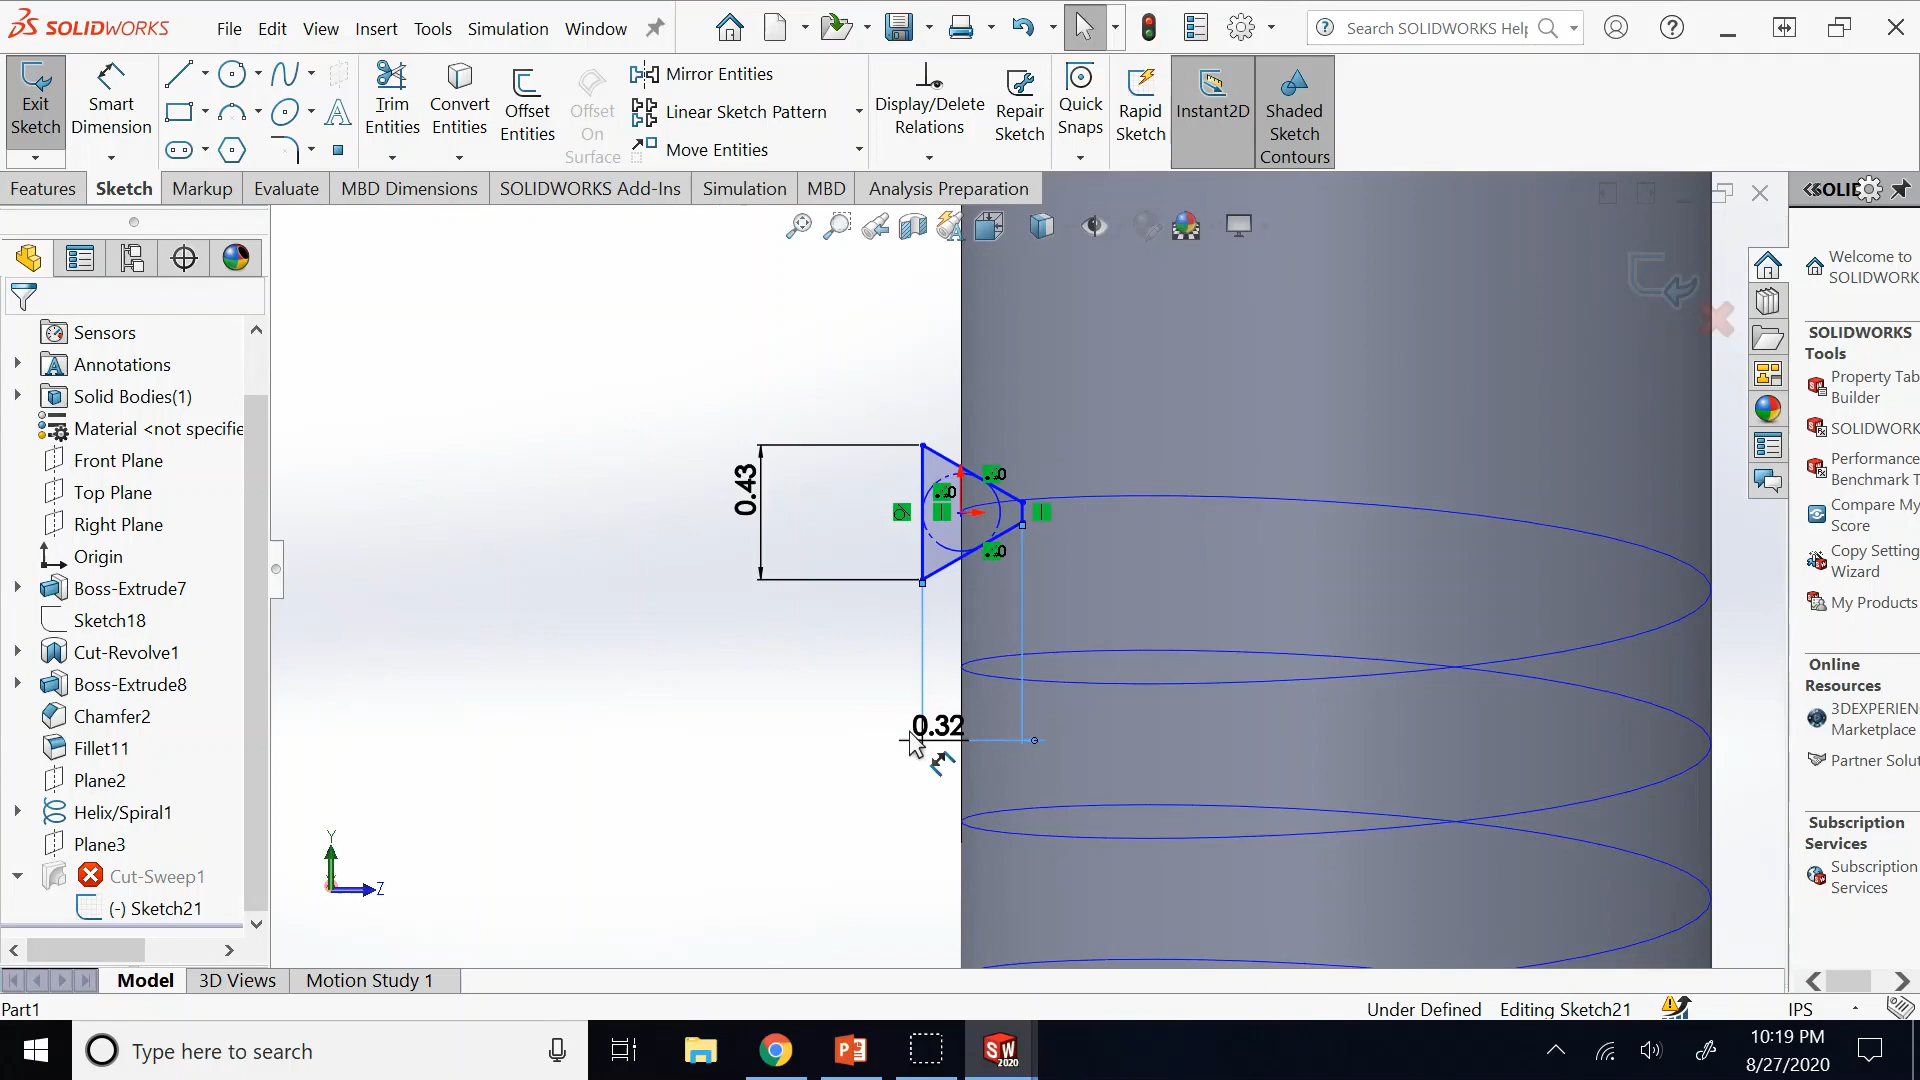 SOLIDWORKS File Edit View Insert Tools Simulation Window Search SOLIDWORKS Help
Exit Sketch
Smart Dimension
Trim Entities
Convert Entities
Offset Entities
Offset On Surface
Mirror Entities
Linear Sketch Pattern
Move Entities
Display/Delete Relations
Repair Sketch
Quick Snaps
Rapid Sketch
Instant2D
Shaded Sketch Contours
Features Sketch Markup Evaluate MBD Dimensions SOLIDWORKS Add-Ins Simulation MBD Analysis Preparation
SOLID
Sensors
Annotations
Solid Bodies(1)
Material <not specifie
Front Plane
Top Plane
Right Plane
Origin
Boss-Extrude7
Sketch18
Cut-Revolve1
Boss-Extrude8
Chamfer2
Fillet11
Plane2
Helix/Spiral1
Plane3
Cut-Sweep1
(-) Sketch21
0.43
0
0
0
0.32
Y
Z
Welcome to
SOLIDWORK
SOLIDWORKS
Tools
Property Tab
Builder
SOLIDWORK
Performance
Benchmark T
Compare My
Score
Copy Setting
Wizard
My Products
Online
Resources
3DEXPERIEN
Marketplace
Partner Solut
Subscription
Services
Subscription
Services
Model 3D Views Motion Study 1
Part1 Under Defined Editing Sketch21 IPS
Type here to search
SW
2020
10:19 PM
8/27/2020